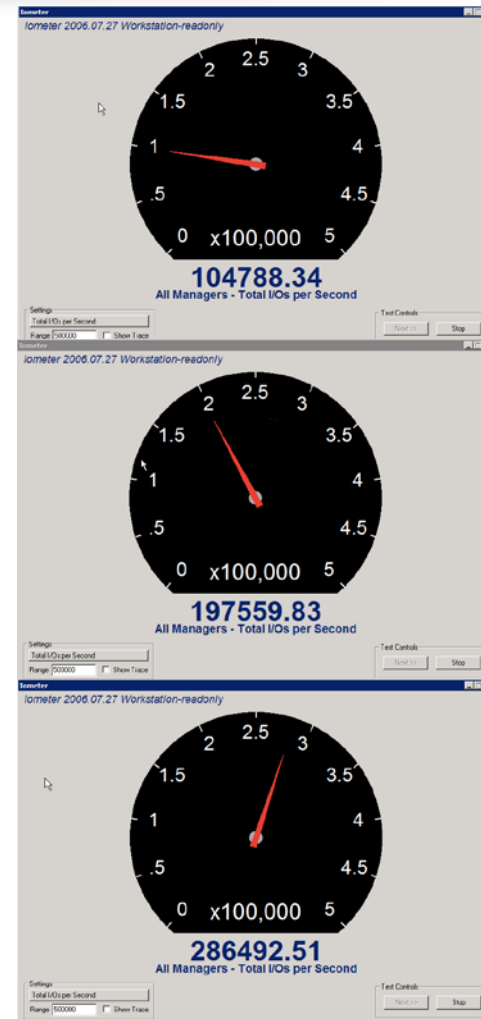 Iometer
Iometer 2006.07.27 Workstation-readonly
2.5
2 3
1.5 3.5
1 4
.5 4.5
0 x100,000 5
104788.34
All Managers - Total I/Os per Second
Settings
Total I/Os per Second
Range 500000 Show Trace
Test Controls
Next >> Stop
Iometer
Iometer 2006.07.27 Workstation-readonly
2.5
2 3
1.5 3.5
1 4
.5 4.5
0 x100,000 5
197559.83
All Managers - Total I/Os per Second
Settings
Total I/Os per Second
Range 500000 Show Trace
Test Controls
Next >> Stop
Iometer
Iometer 2006.07.27 Workstation-readonly
2.5
2 3
1.5 3.5
1 4
.5 4.5
0 x100,000 5
286492.51
All Managers - Total I/Os per Second
Settings
Total I/Os per Second
Range 500000 Show Trace
Test Controls
Next >> Stop